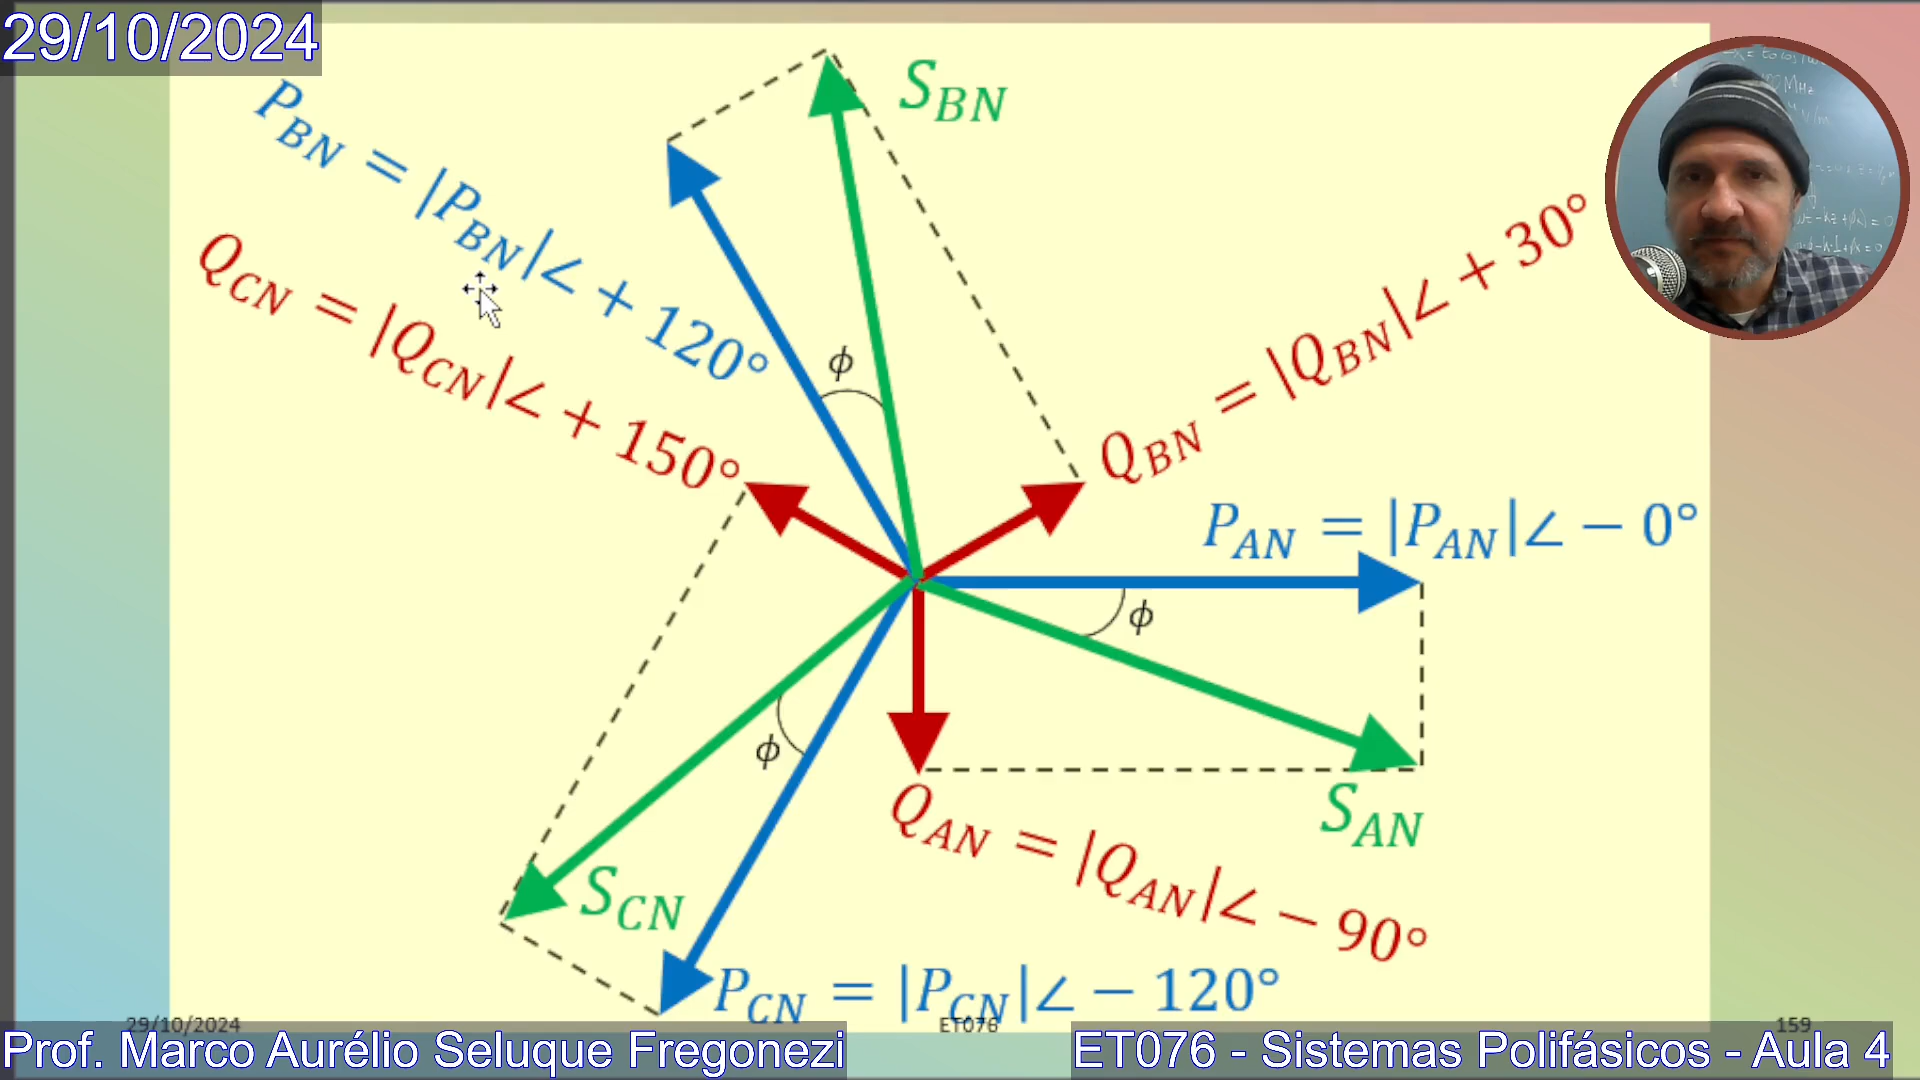 29/10/2024
P_BN = |P_BN|∠ + 120°
S_BN
Q_CN = |Q_CN|∠ + 150°
Q_BN = |Q_BN|∠ + 30°
ϕ
P_AN = |P_AN|∠ − 0°
ϕ
ϕ
S_AN
Q_AN = |Q_AN|∠ − 90°
S_CN
P_CN = |P_CN|∠ − 120°
29/10/2024
ET076
159
Prof. Marco Aurélio Seluque Fregonezi
ET076 - Sistemas Polifásicos - Aula 4